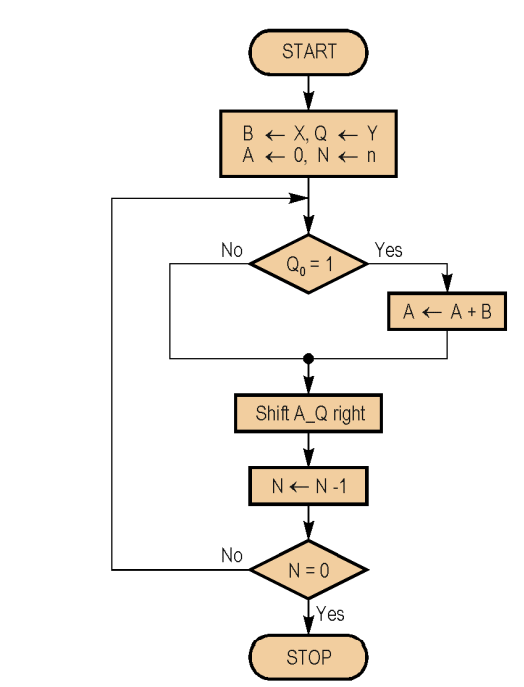 START
B ← X, Q ← Y
A ← 0, N ← n
No
Yes
Q₀ = 1
A ← A + B
Shift A_Q right
N ← N -1
No
N = 0
Yes
STOP